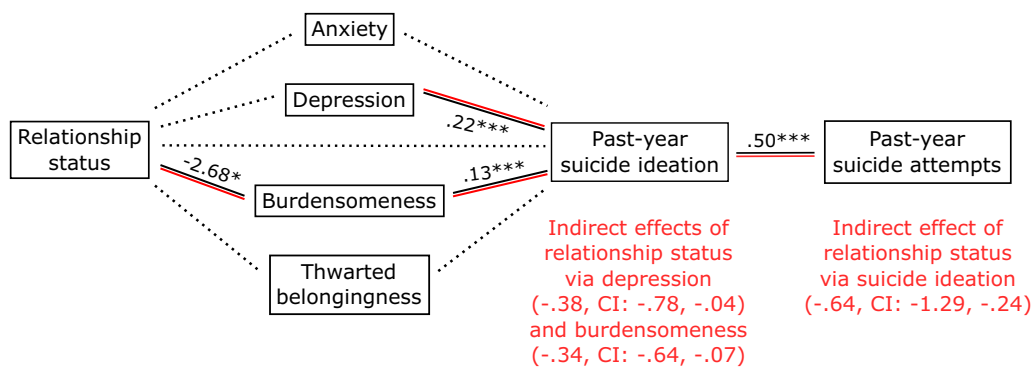 Anxiety
Depression
.22***
Relationship
status
-2.68*
Burdensomeness
.13***
Thwarted
belongingness
Past-year
suicide ideation
.50***
Past-year
suicide attempts
Indirect effects of
relationship status
via depression
(-.38, CI: -.78, -.04)
and burdensomeness
(-.34, CI: -.64, -.07)
Indirect effect of
relationship status
via suicide ideation
(-.64, CI: -1.29, -.24)